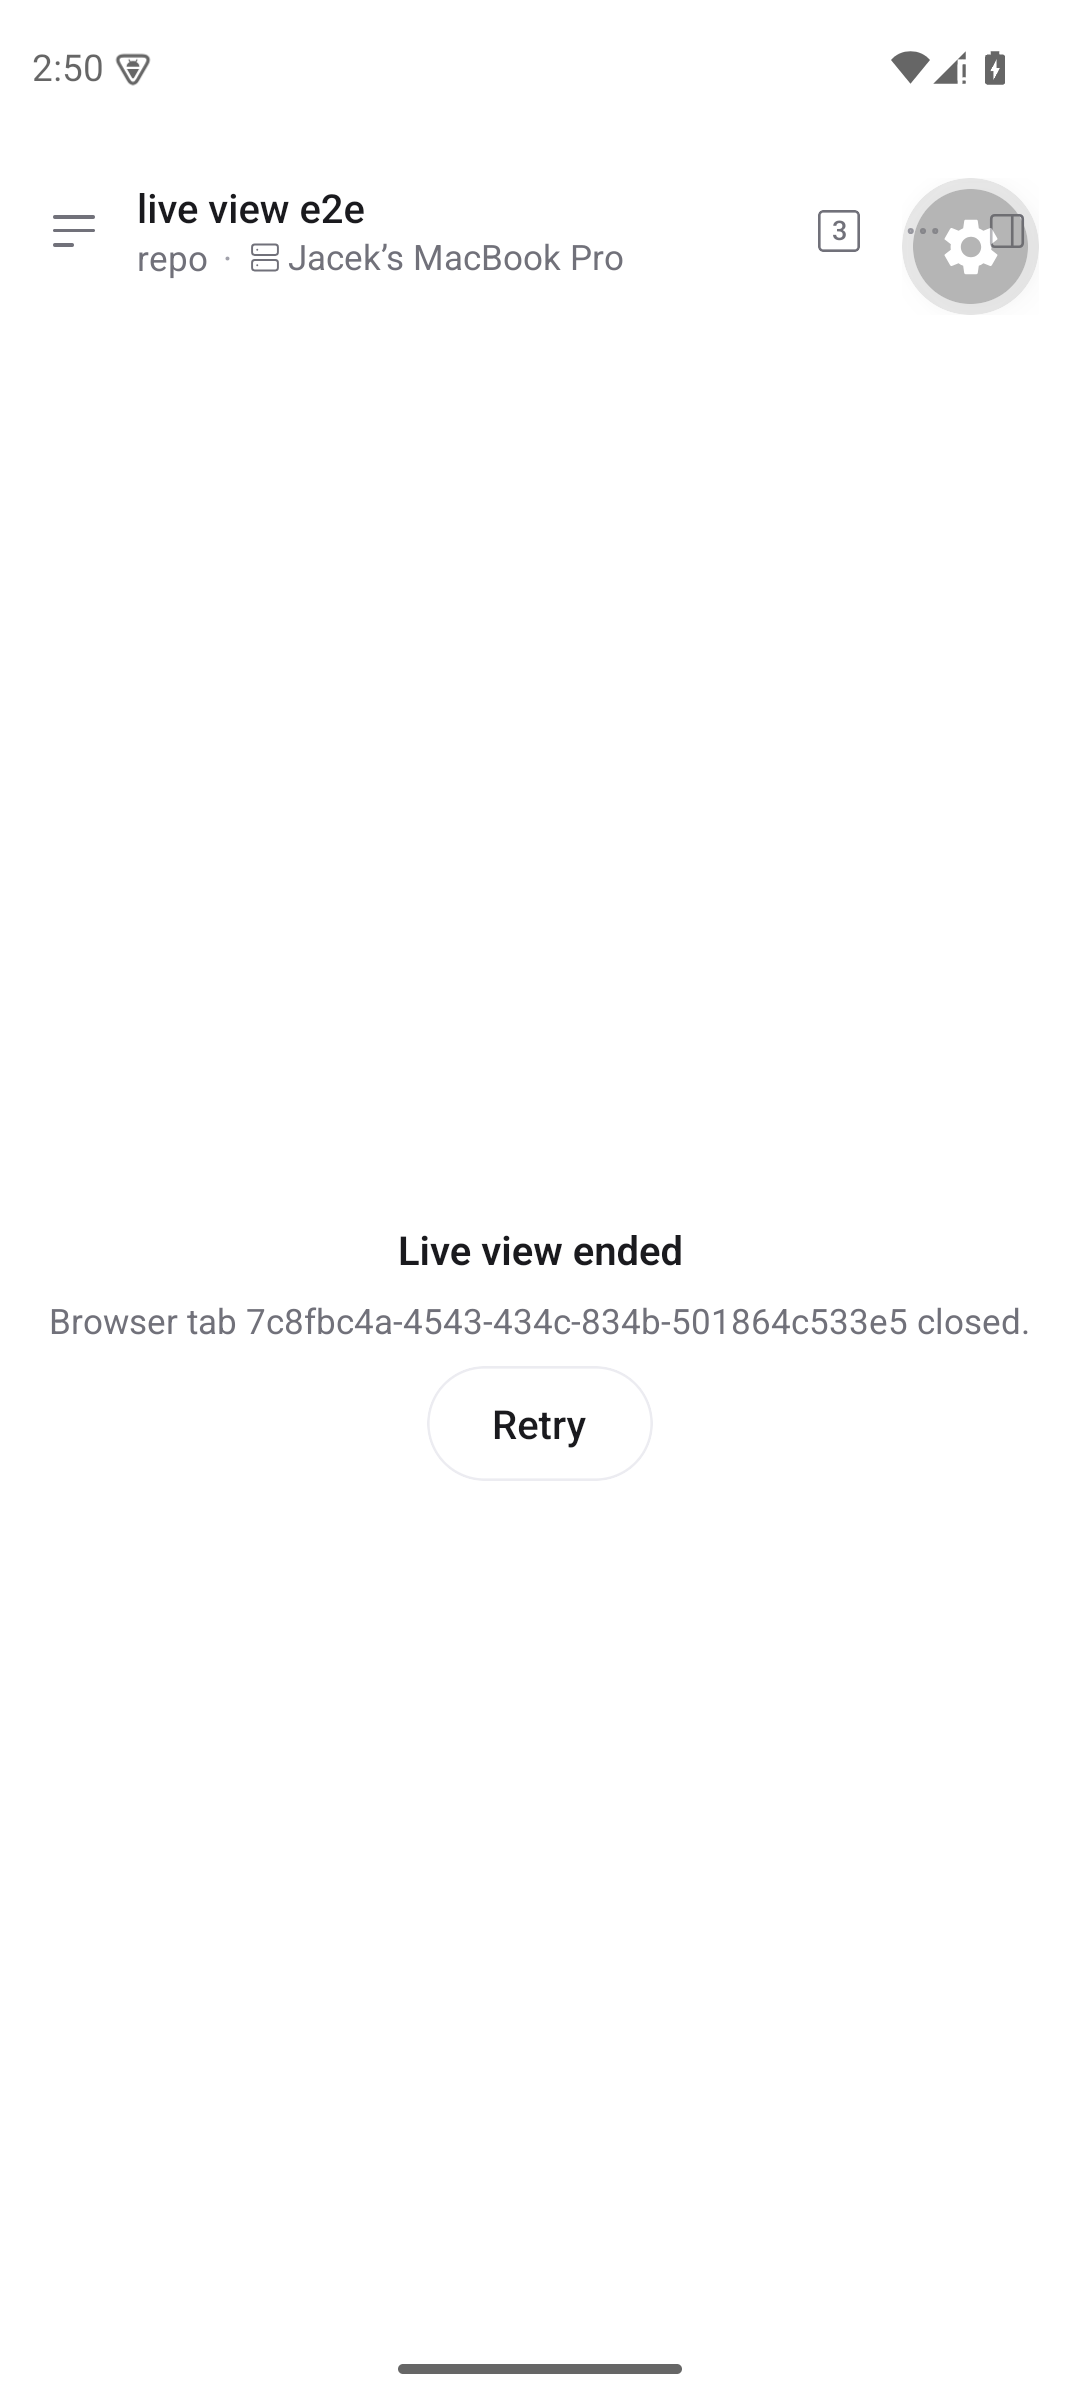 2:50
live view e2e
repo · Jacek’s MacBook Pro
3
Live view ended
Browser tab 7c8fbc4a-4543-434c-834b-501864c533e5 closed.
Retry